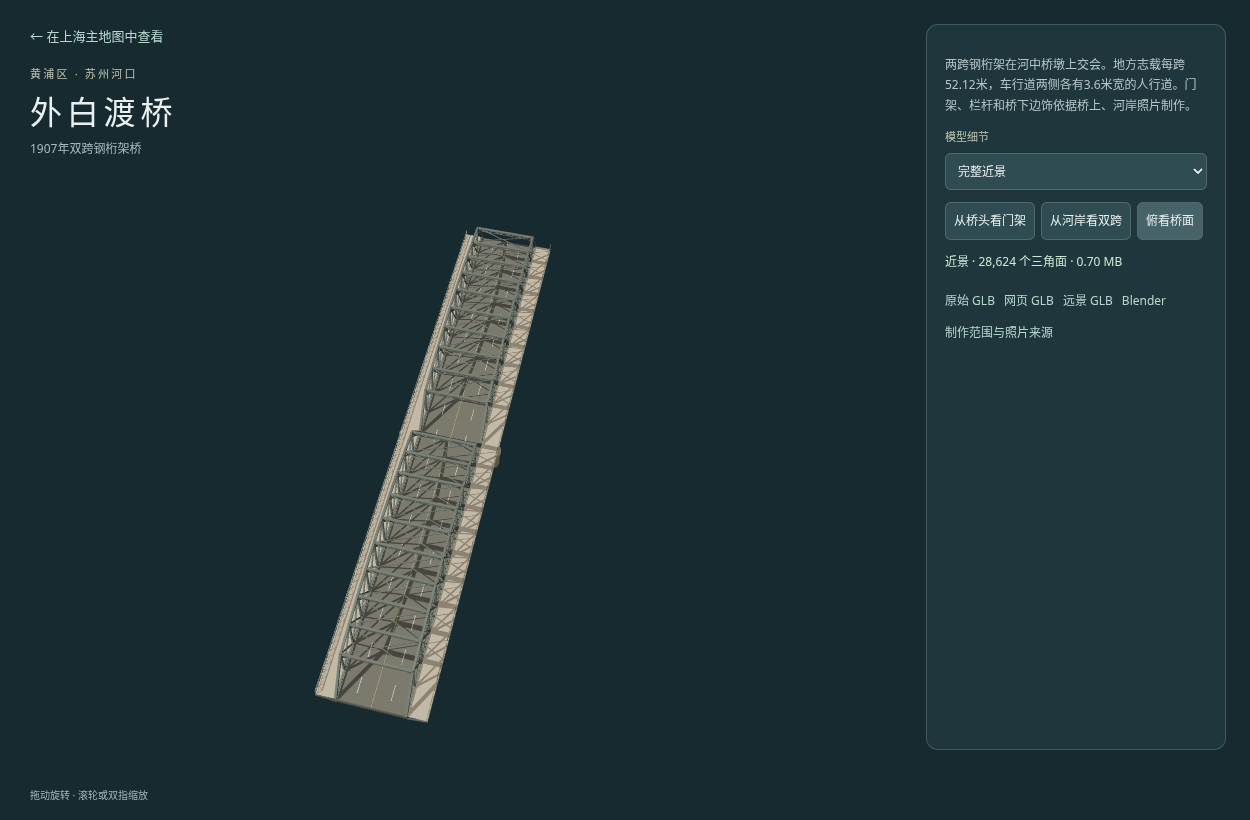 ← 在上海主地图中查看
黄浦区 · 苏州河口
外白渡桥
1907年双跨钢桁架桥
两跨钢桁架在河中桥墩上交会。地方志载每跨
52.12米，车行道两侧各有3.6米宽的人行道。门
架、栏杆和桥下边饰依据桥上、河岸照片制作。
模型细节
完整近景
从桥头看门架 从河岸看双跨 俯看桥面
近景 · 28,624 个三角面 · 0.70 MB
原始 GLB 网页 GLB 远景 GLB Blender
制作范围与照片来源
拖动旋转 · 滚轮或双指缩放